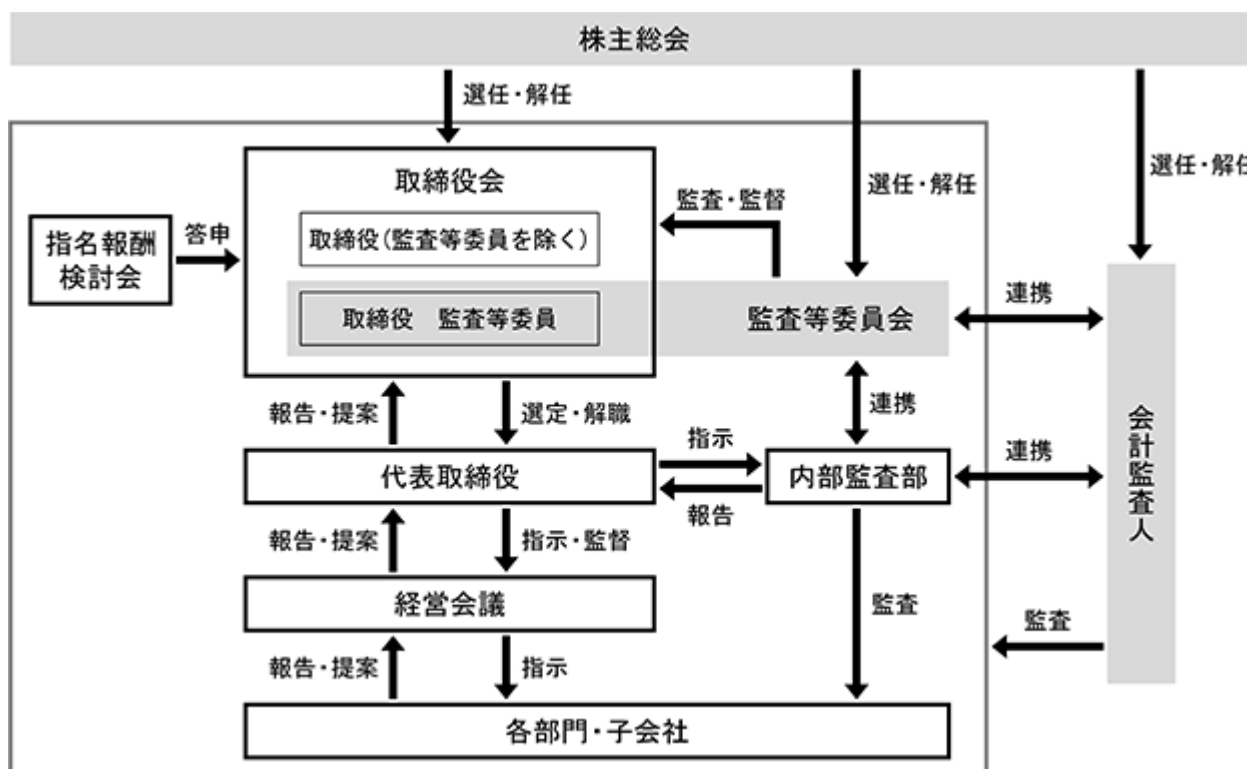 株主総会
選任・解任
選任・解任
選任・解任
取締役会
監査・監督
指名報酬
検討会
答申
取締役(監査等委員を除く)
取締役 監査等委員
監査等委員会
連携
報告・提案
選定・解職
連携
代表取締役
指示
報告
内部監査部
連携
会計監査人
報告・提案
指示・監督
経営会議
監査
監査
報告・提案
指示
各部門・子会社